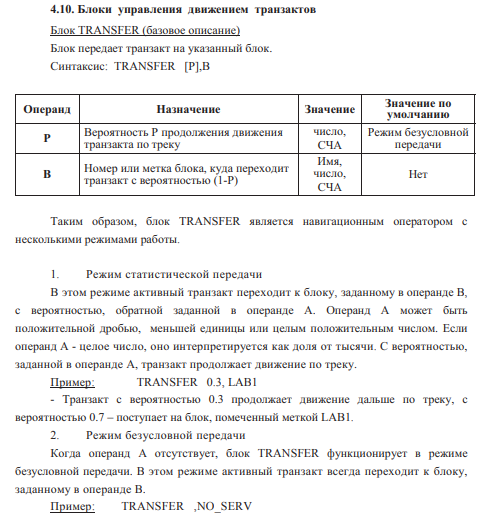 4.10. Блоки управления движением транзактов
Блок TRANSFER (базовое описание)
Блок передает транзакт на указанный блок.
Синтаксис: TRANSFER [P],B
Операнд Назначение Значение Значение по умолчанию
P Вероятность P продолжения движения транзакта по треку число, СЧА Режим безусловной передачи
B Номер или метка блока, куда переходит транзакт с вероятностью (1-P) Имя, число, СЧА Нет
Таким образом, блок TRANSFER является навигационным оператором с
несколькими режимами работы.
1. Режим статистической передачи
В этом режиме активный транзакт переходит к блоку, заданному в операнде B,
с вероятностью, обратной заданной в операнде A. Операнд A может быть
положительной дробью, меньшей единицы или целым положительным числом. Если
операнд A - целое число, оно интерпретируется как доля от тысячи. С вероятностью,
заданной в операнде A, транзакт продолжает движение по треку.
Пример: TRANSFER 0.3, LAB1
- Транзакт с вероятностью 0.3 продолжает движение дальше по треку, с
вероятностью 0.7 – поступает на блок, помеченный меткой LAB1.
2. Режим безусловной передачи
Когда операнд A отсутствует, блок TRANSFER функционирует в режиме
безусловной передачи. В этом режиме активный транзакт всегда переходит к блоку,
заданному в операнде B.
Пример: TRANSFER ,NO_SERV